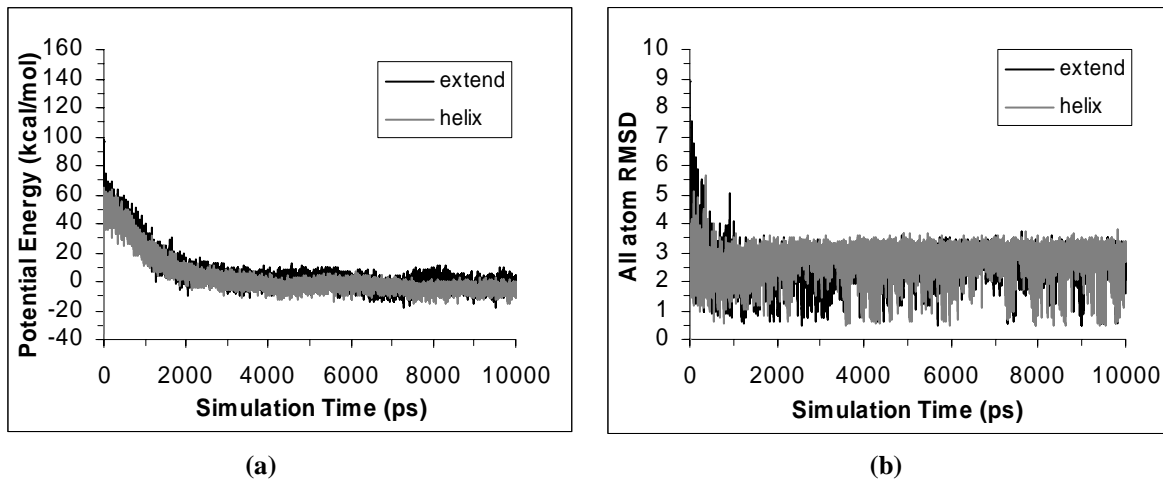 Potential Energy (kcal/mol)
160
140
120
100
80
60
40
20
0
-20
-40
extend
helix
0 2000 4000 6000 8000 10000
Simulation Time (ps)
(a)
All atom RMSD
10
9
8
7
6
5
4
3
2
1
0
extend
helix
0 2000 4000 6000 8000 10000
Simulation Time (ps)
(b)